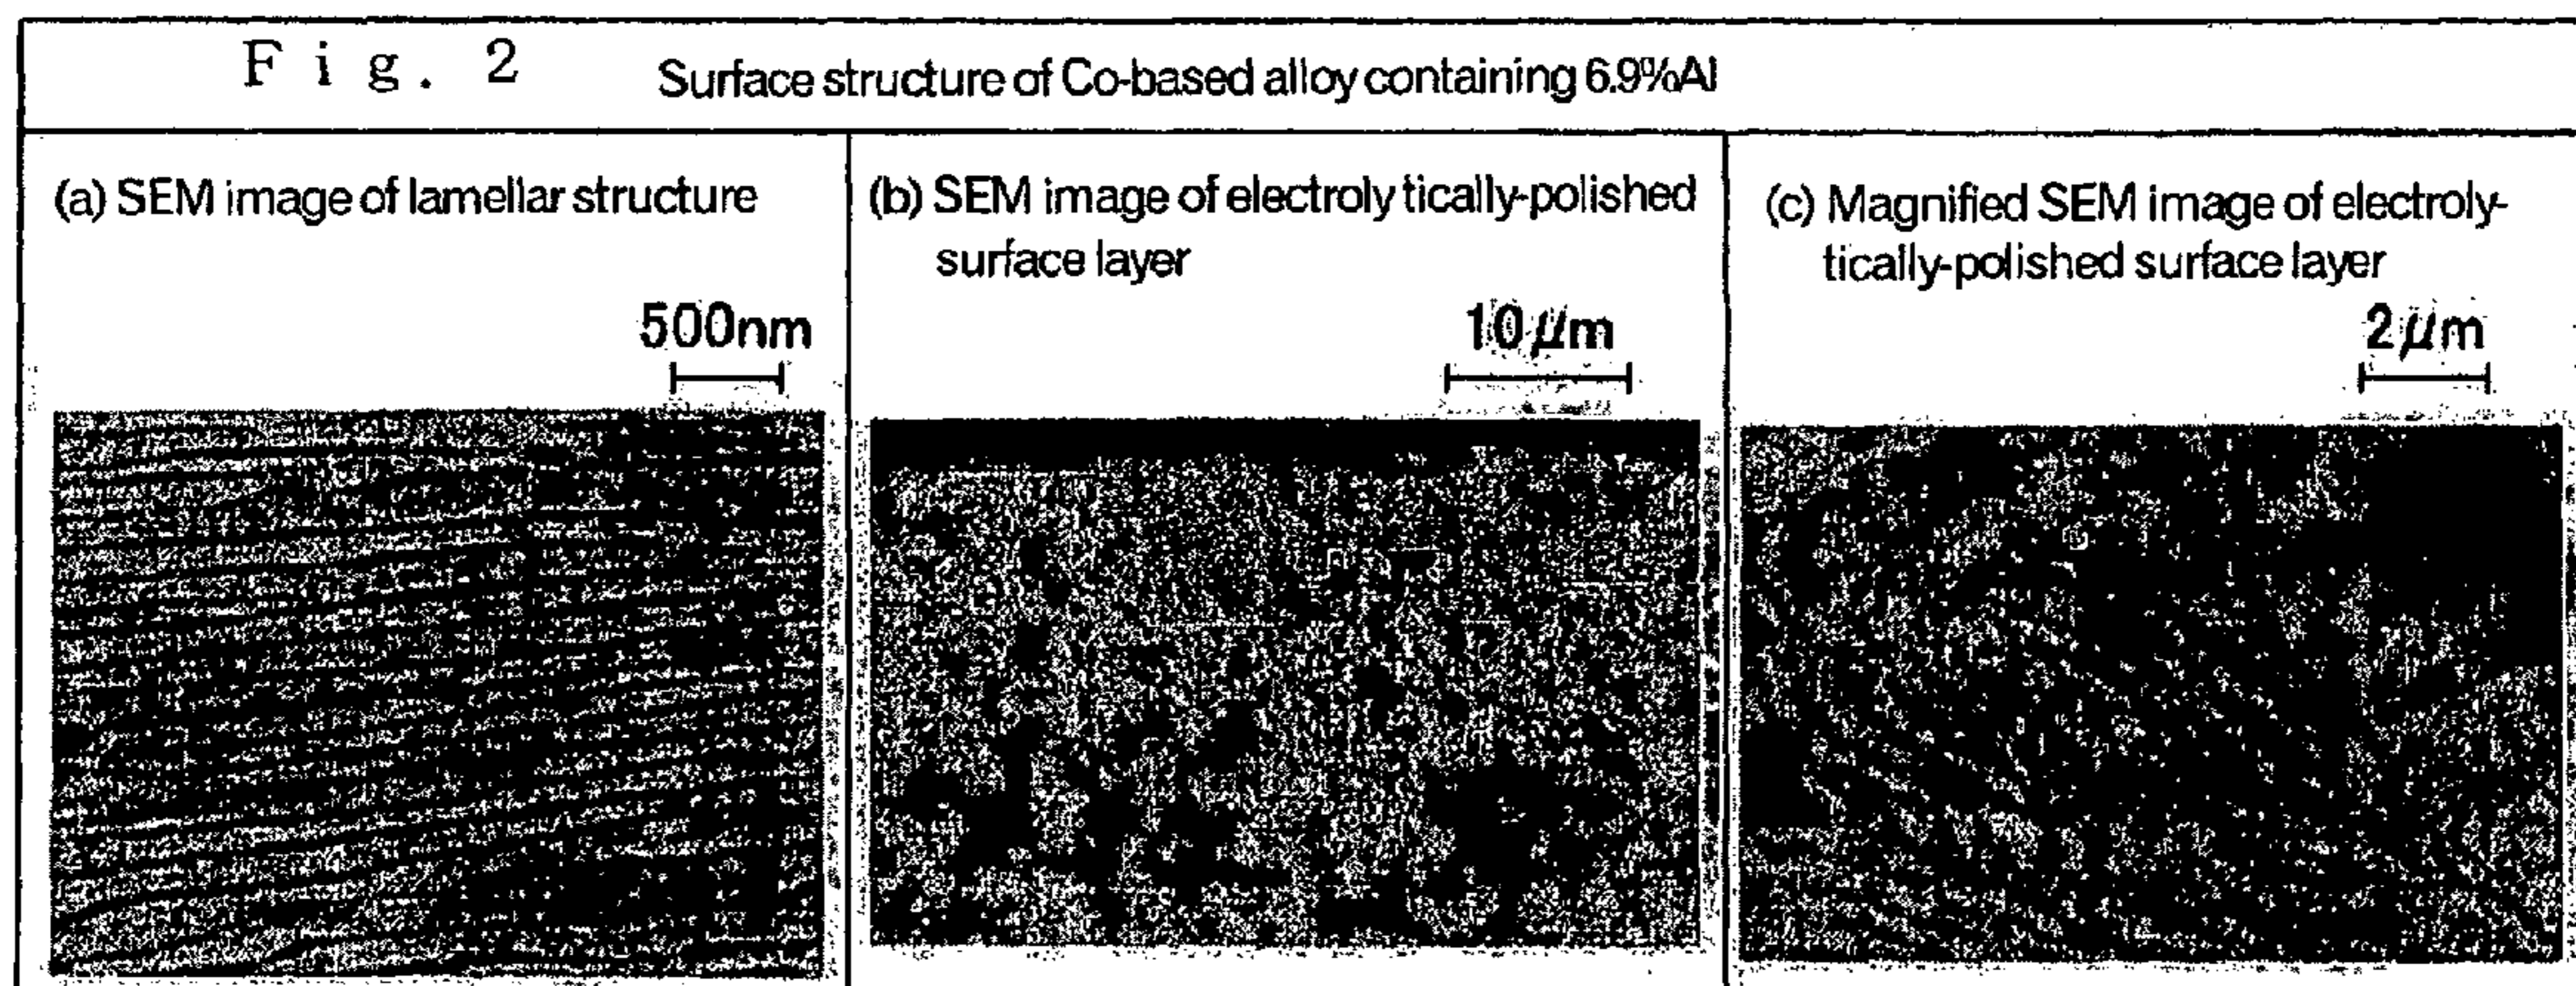 Fig. 2
Surface structure of Co-based alloy containing 6.9%Al
(a) SEM image of lamellar structure
500nm
(b) SEM image of electroly tically-polished
surface layer
10μm
(c) Magnified SEM image of electroly-
tically-polished surface layer
2μm